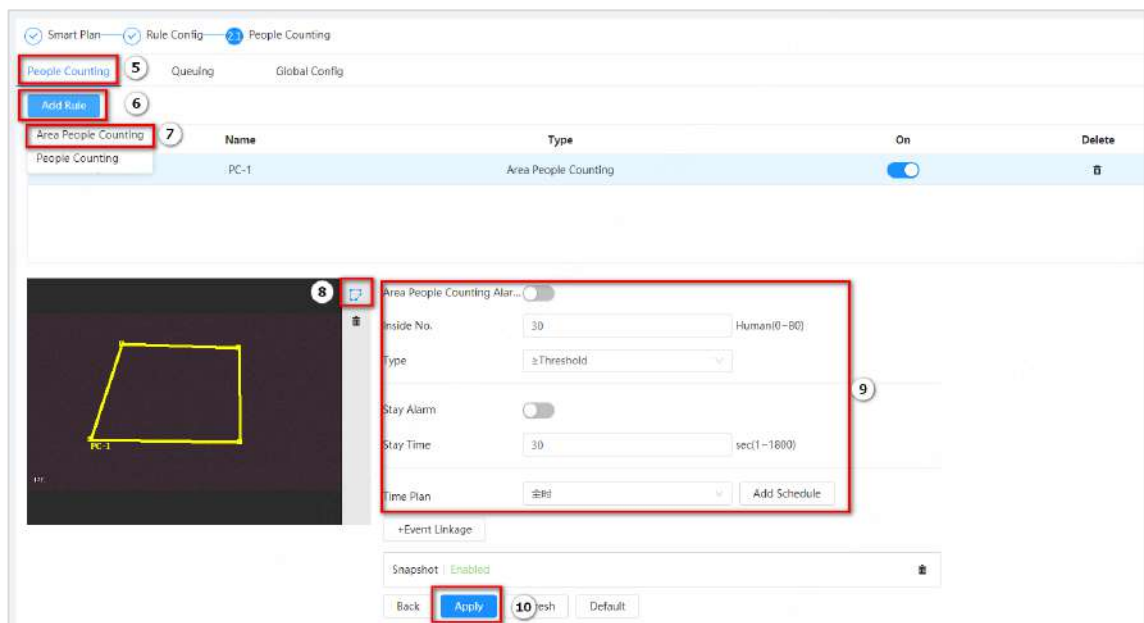 Smart Plan Rule Config 2.1 People Counting
People Counting 5 Queuing Global Config
Add Rule 6
Area People Counting 7 Name Type On Delete
People Counting
PC-1 Area People Counting
8 Area People Counting Alar...
Inside No. 30 Human(0~80)
Type ≥Threshold
9
Stay Alarm
PC-1
Stay Time 30 sec(1~1800)
Time Plan 全时 Add Schedule
+Event Linkage
Snapshot Enabled
Back Apply 10 esh Default